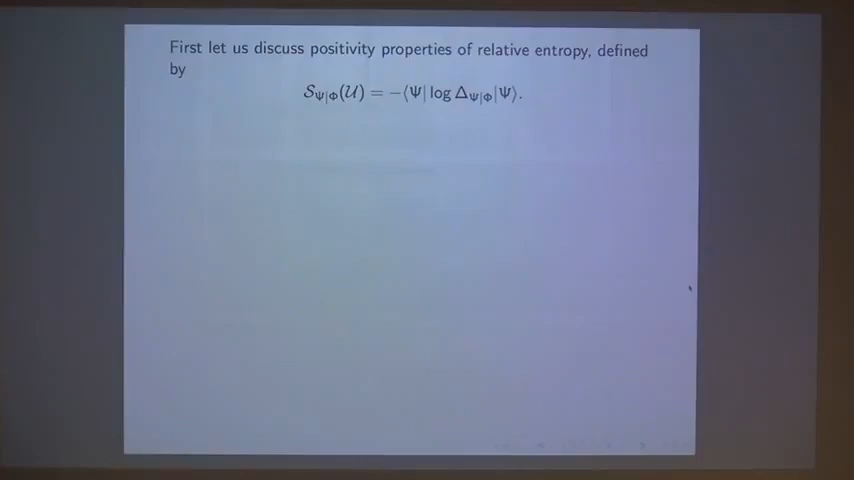 First let us discuss positivity properties of relative entropy, defined
by
𝒮_{Ψ|Φ}(𝒰) = −⟨Ψ| log Δ_{Ψ|Φ}|Ψ⟩.